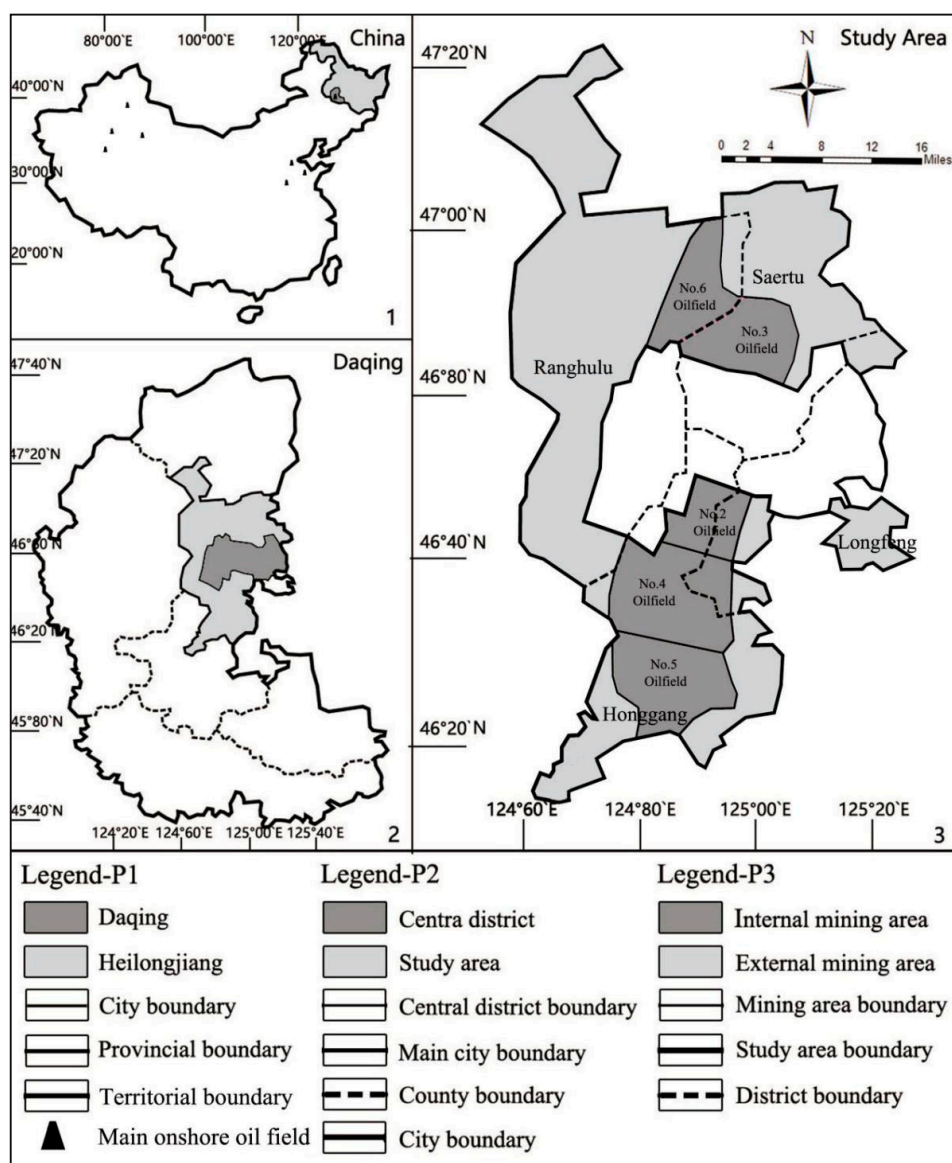 80°00`E
100°00`E
120°00`E
China
40°00`N
30°00`N
20°00`N
1
Daqing
47°40`N
47°20`N
46°20`N
45°80`N
45°40`N
124°20`E
124°60`E
125°00`E
125°40`E
2
47°20`N
Study Area
N
0 2 4 8 12 16
Miles
47°00`N
Saertu
No.6
Oilfield
No.3
Oilfield
Ranghulu
46°80`N
No.2
Oilfield
Longfeng
46°40`N
No.4
Oilfield
No.5
Oilfield
Honggang
46°20`N
124°60`E
124°80`E
125°00`E
125°20`E
3
Legend-P1
Daqing
Heilongjiang
City boundary
Provincial boundary
Territorial boundary
Main onshore oil field
Legend-P2
Centra district
Study area
Central district boundary
Main city boundary
County boundary
City boundary
Legend-P3
Internal mining area
External mining area
Mining area boundary
Study area boundary
District boundary